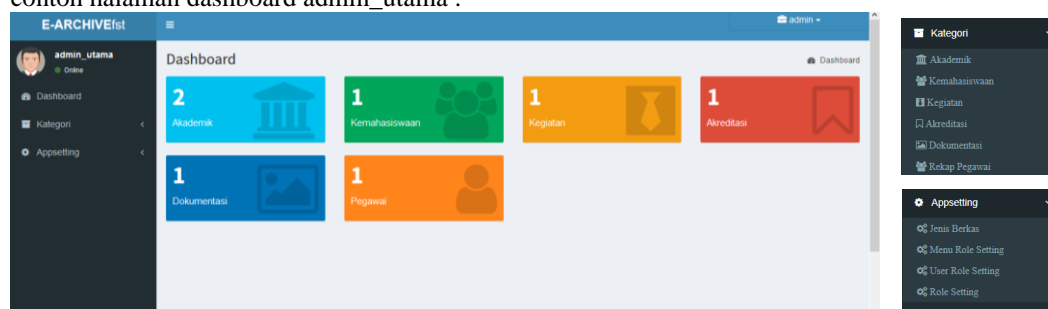 contoh halaman dashboard admin_utama :
E-ARCHIVEfst
admin
admin_utama
Online
Dashboard
Kategori
Appsetting
Dashboard
Dashboard
2
Akademik
1
Kemahasiswaan
1
Kegiatan
1
Akreditasi
1
Dokumentasi
1
Pegawai
Kategori
Akademik
Kemahasiswaan
Kegiatan
Akreditasi
Dokumentasi
Rekap Pegawai
Appsetting
Jenis Berkas
Menu Role Setting
User Role Setting
Role Setting